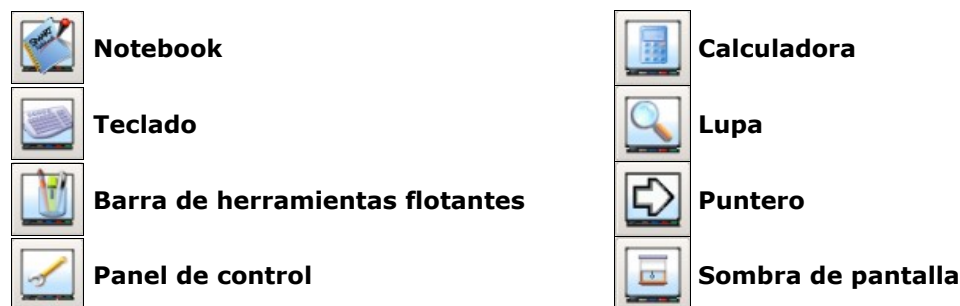 Notebook
Calculadora
Teclado
Lupa
Barra de herramientas flotantes
Puntero
Panel de control
Sombra de pantalla